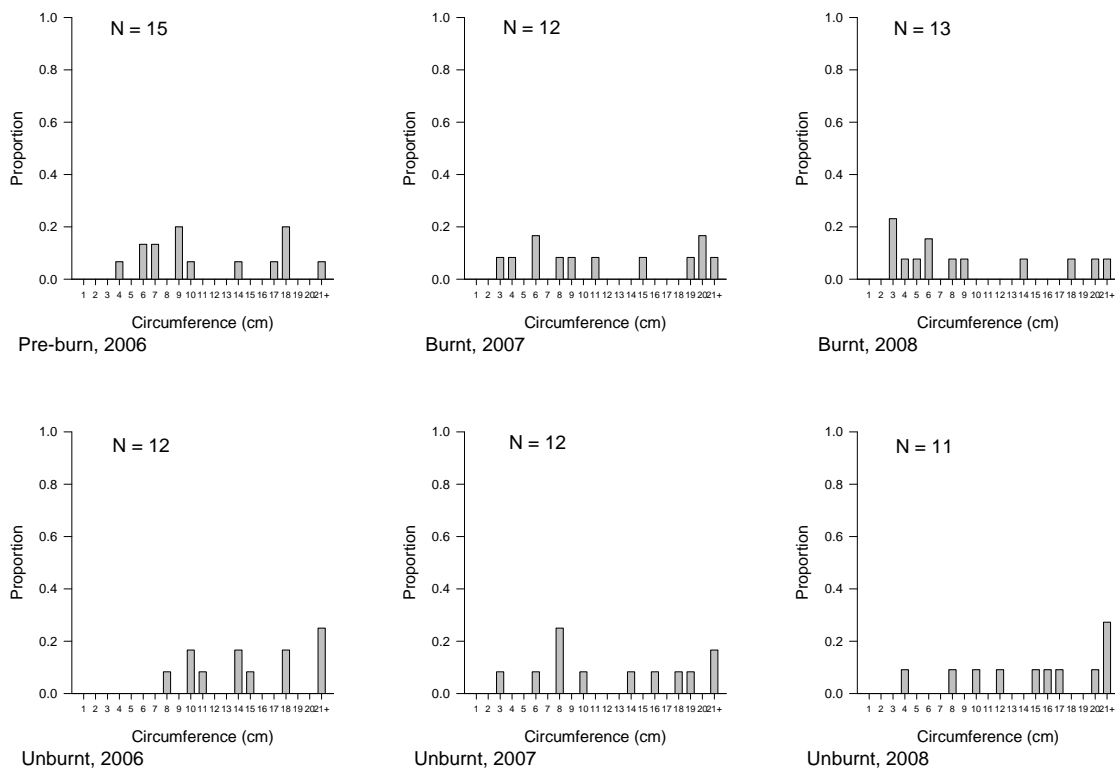 1.0
0.8
0.6
0.4
0.2
0.0
Proportion
N = 15
1 2 3 4 5 6 7 8 9 10 11 12 13 14 15 16 17 18 19 20 21+
Circumference (cm)
Pre-burn, 2006
1.0
0.8
0.6
0.4
0.2
0.0
Proportion
N = 12
1 2 3 4 5 6 7 8 9 10 11 12 13 14 15 16 17 18 19 20 21+
Circumference (cm)
Burnt, 2007
1.0
0.8
0.6
0.4
0.2
0.0
Proportion
N = 13
1 2 3 4 5 6 7 8 9 10 11 12 13 14 15 16 17 18 19 20 21+
Circumference (cm)
Burnt, 2008
1.0
0.8
0.6
0.4
0.2
0.0
Proportion
N = 12
1 2 3 4 5 6 7 8 9 10 11 12 13 14 15 16 17 18 19 20 21+
Circumference (cm)
Unburnt, 2006
1.0
0.8
0.6
0.4
0.2
0.0
Proportion
N = 12
1 2 3 4 5 6 7 8 9 10 11 12 13 14 15 16 17 18 19 20 21+
Circumference (cm)
Unburnt, 2007
1.0
0.8
0.6
0.4
0.2
0.0
Proportion
N = 11
1 2 3 4 5 6 7 8 9 10 11 12 13 14 15 16 17 18 19 20 21+
Circumference (cm)
Unburnt, 2008